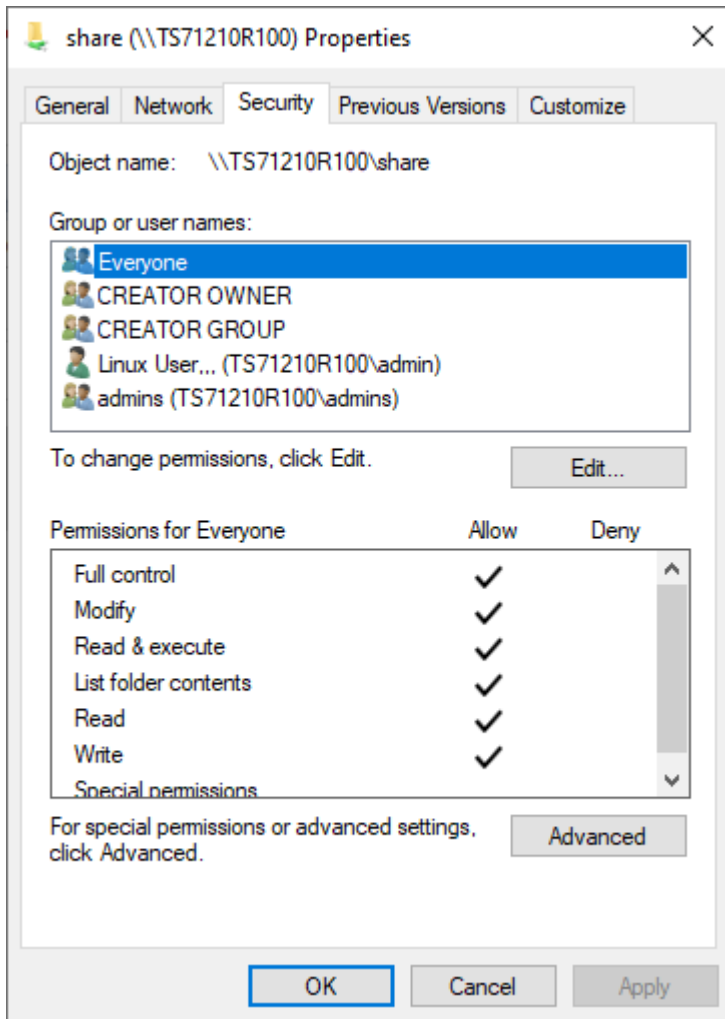 share (\\TS71210R100) Properties
General Network Security Previous Versions Customize
Object name: \\TS71210R100\share
Group or user names:
Everyone
CREATOR OWNER
CREATOR GROUP
Linux User,,, (TS71210R100\admin)
admins (TS71210R100\admins)
To change permissions, click Edit.
Edit...
Permissions for Everyone Allow Deny
Full control
Modify
Read & execute
List folder contents
Read
Write
Special permissions
For special permissions or advanced settings,
click Advanced.
Advanced
OK Cancel Apply